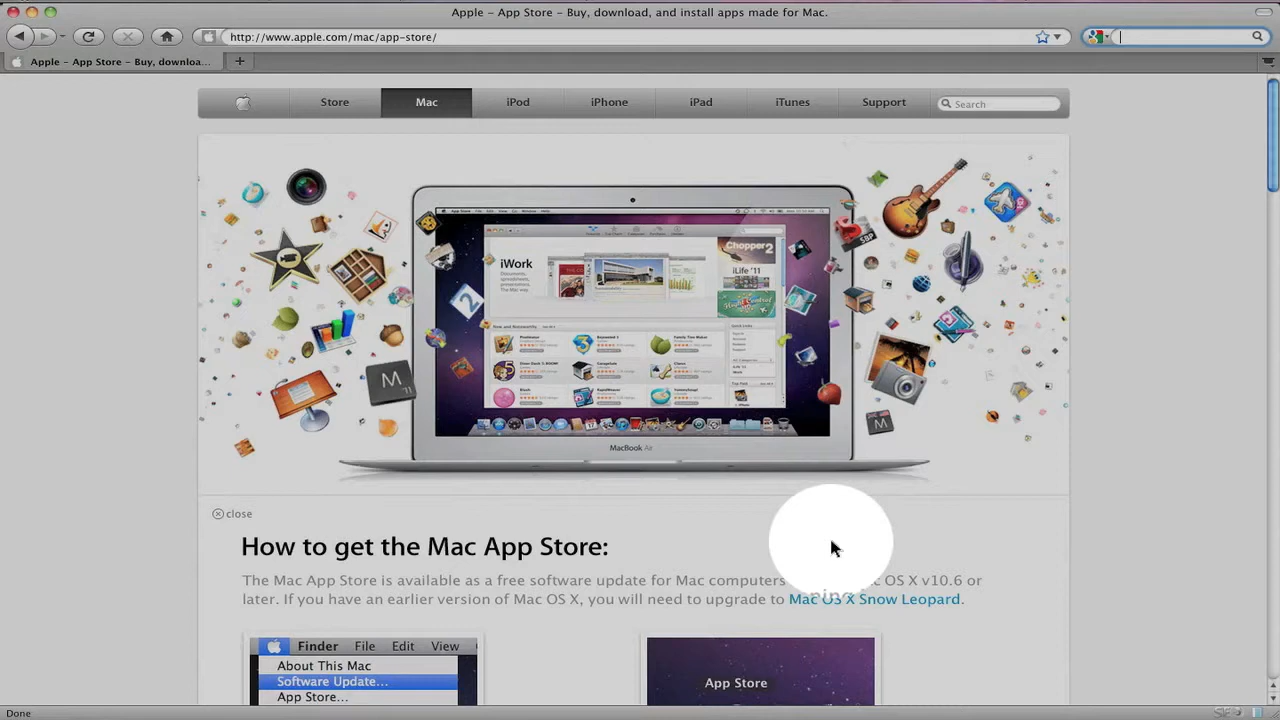 Apple – App Store – Buy, download, and install apps made for Mac.
http://www.apple.com/mac/app-store/
Apple – App Store – Buy, downloa...
Store
Mac
iPod
iPhone
iPad
iTunes
Support
Search
iWork
Chopper 2
iLife '11
MacBook Air
close
How to get the Mac App Store:
The Mac App Store is available as a free software update for Mac computers OS X v10.6 or
later. If you have an earlier version of Mac OS X, you will need to upgrade to Mac OS X Snow Leopard.
Finder File Edit View
About This Mac
Software Update...
App Store...
App Store
Done